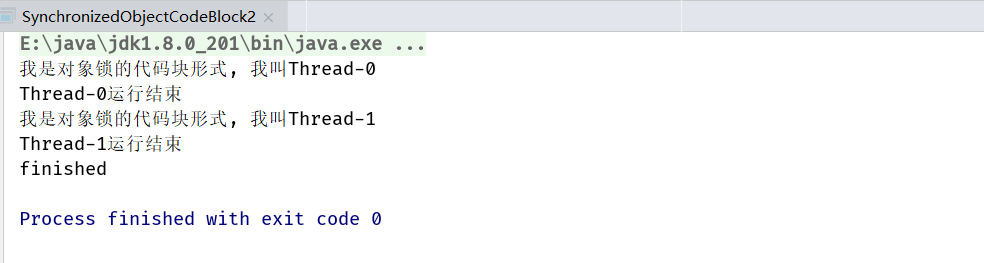 SynchronizedObjectCodeBlock2 ×
E:\java\jdk1.8.0_201\bin\java.exe ...
我是对象锁的代码块形式, 我叫Thread-0
Thread-0运行结束
我是对象锁的代码块形式, 我叫Thread-1
Thread-1运行结束
finished
Process finished with exit code 0